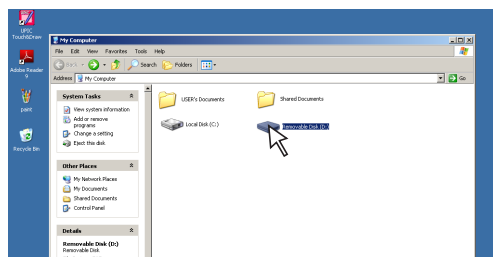 UPIC
Touch&Draw
Adobe Reader
9
paint
Recycle Bin
My Computer
File Edit View Favorites Tools Help
Back Search Folders
Address My Computer Go
System Tasks
View system information
Add or remove
programs
Change a setting
Eject this disk
Other Places
My Network Places
My Documents
Shared Documents
Control Panel
Details
Removable Disk (D:)
Removable Disk
USER's Documents
Shared Documents
Local Disk (C:)
Removable Disk (D:)